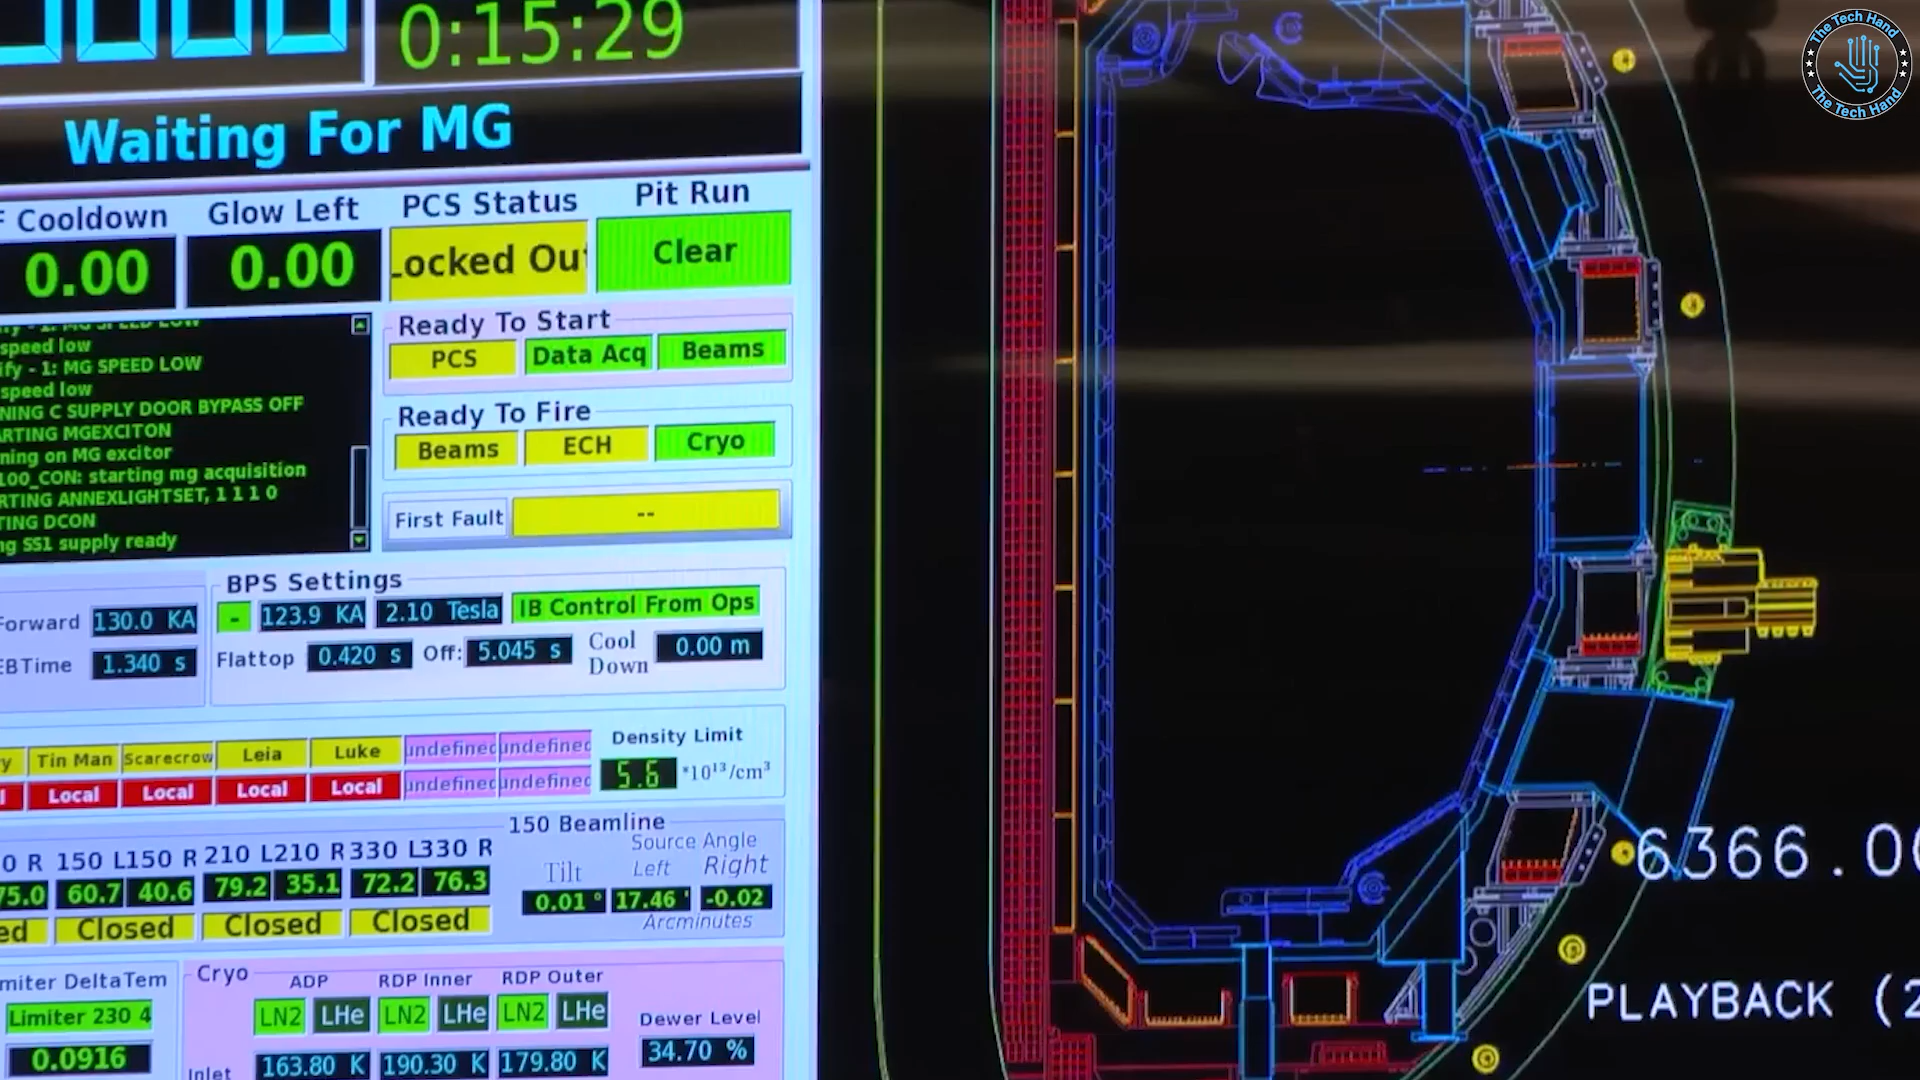 The Tech Hand
The Tech Hand
0:15:29
Waiting For MG
Cooldown
Glow Left
PCS Status
Pit Run
0.00
0.00
Locked Out
Clear
speed low
ify - 1: MG SPEED LOW
speed low
NING C SUPPLY DOOR BYPASS OFF
ARTING MGEXCITON
ning on MG excitor
100_CON: starting mg acquisition
RTING ANNEXLIGHTSET, 1 1 1 0
TING DCON
ng SS1 supply ready
Ready To Start
PCS
Data Acq
Beams
Ready To Fire
Beams
ECH
Cryo
First Fault
--
Forward 130.0 KA
EBTime 1.340 s
BPS Settings
- 123.9 KA 2.10 Tesla IB Control From Ops
Flattop 0.420 s Off: 5.045 s Cool Down 0.00 m
y Tin Man Scarecrow Leia Luke undefined undefined
l Local Local Local Local undefined undefined
Density Limit
5.6 *10¹³/cm³
0 R 150 L 150 R 210 L 210 R 330 L 330 R
75.0 60.7 40.6 79.2 35.1 72.2 76.3
ed Closed Closed Closed
150 Beamline
Source Angle
Tilt Left Right
0.01 ° 17.46 ' -0.02
Arcminutes
miter DeltaTem
Limiter 230 4
0.0916
Cryo
ADP RDP Inner RDP Outer
LN2 LHe LN2 LHe LN2 LHe
Inlet 163.80 K 190.30 K 179.80 K
Dewer Level
34.70 %
6366.00
PLAYBACK (2